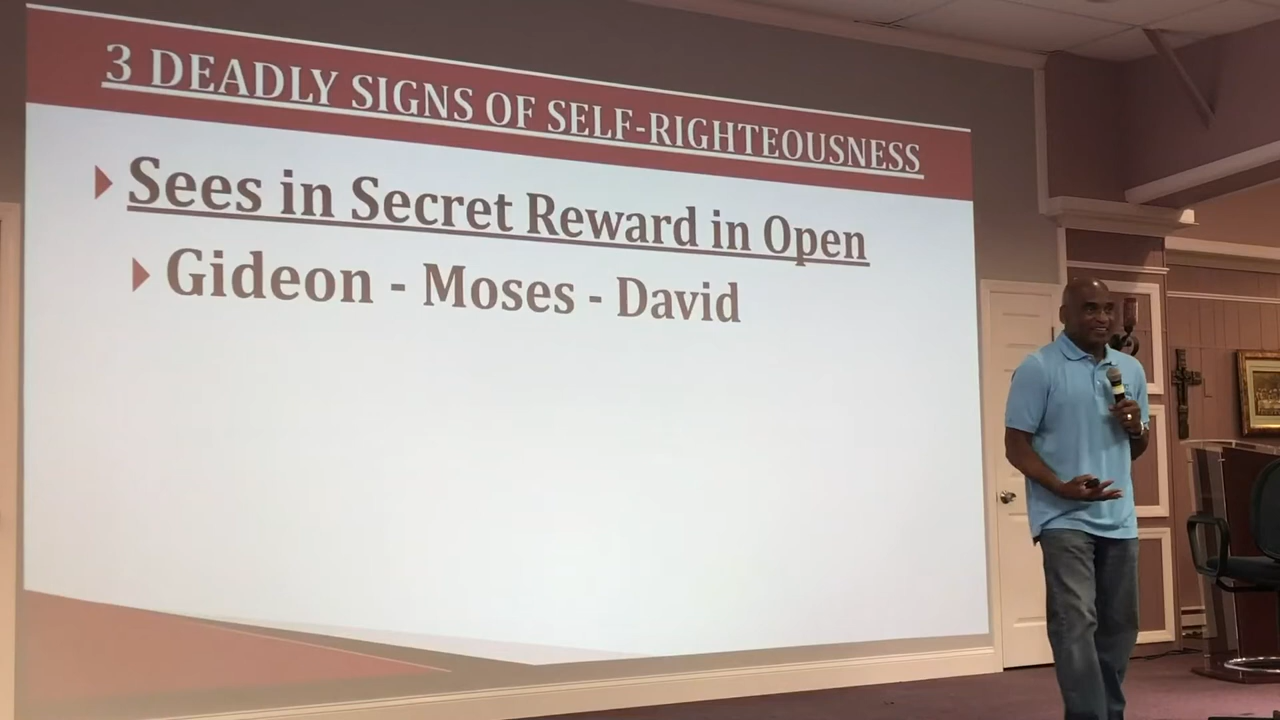 3 DEADLY SIGNS OF SELF-RIGHTEOUSNESS
Sees in Secret Reward in Open
Gideon - Moses - David